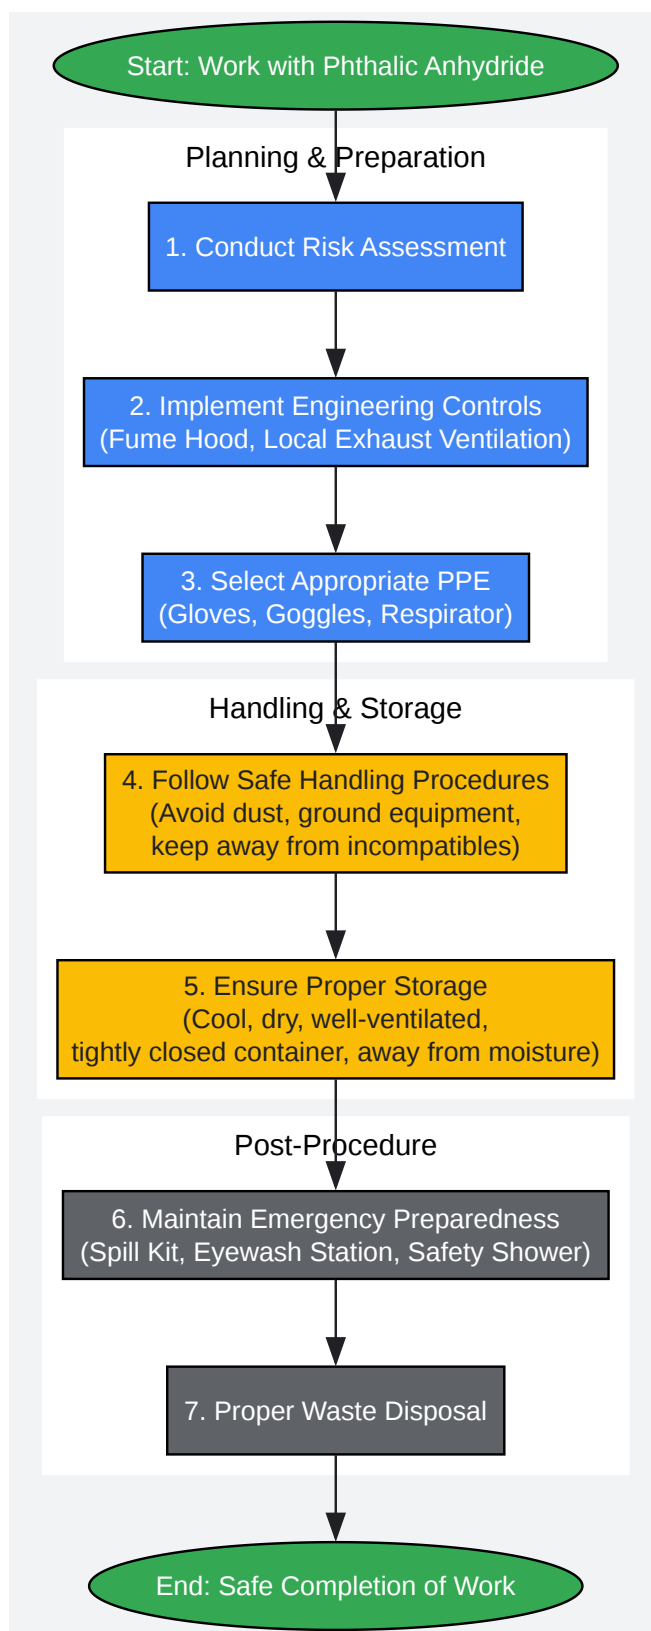 Start: Work with Phthalic Anhydride
Planning & Preparation
1. Conduct Risk Assessment
2. Implement Engineering Controls
(Fume Hood, Local Exhaust Ventilation)
3. Select Appropriate PPE
(Gloves, Goggles, Respirator)
Handling & Storage
4. Follow Safe Handling Procedures
(Avoid dust, ground equipment,
keep away from incompatibles)
5. Ensure Proper Storage
(Cool, dry, well-ventilated,
tightly closed container, away from moisture)
Post-Procedure
6. Maintain Emergency Preparedness
(Spill Kit, Eyewash Station, Safety Shower)
7. Proper Waste Disposal
End: Safe Completion of Work